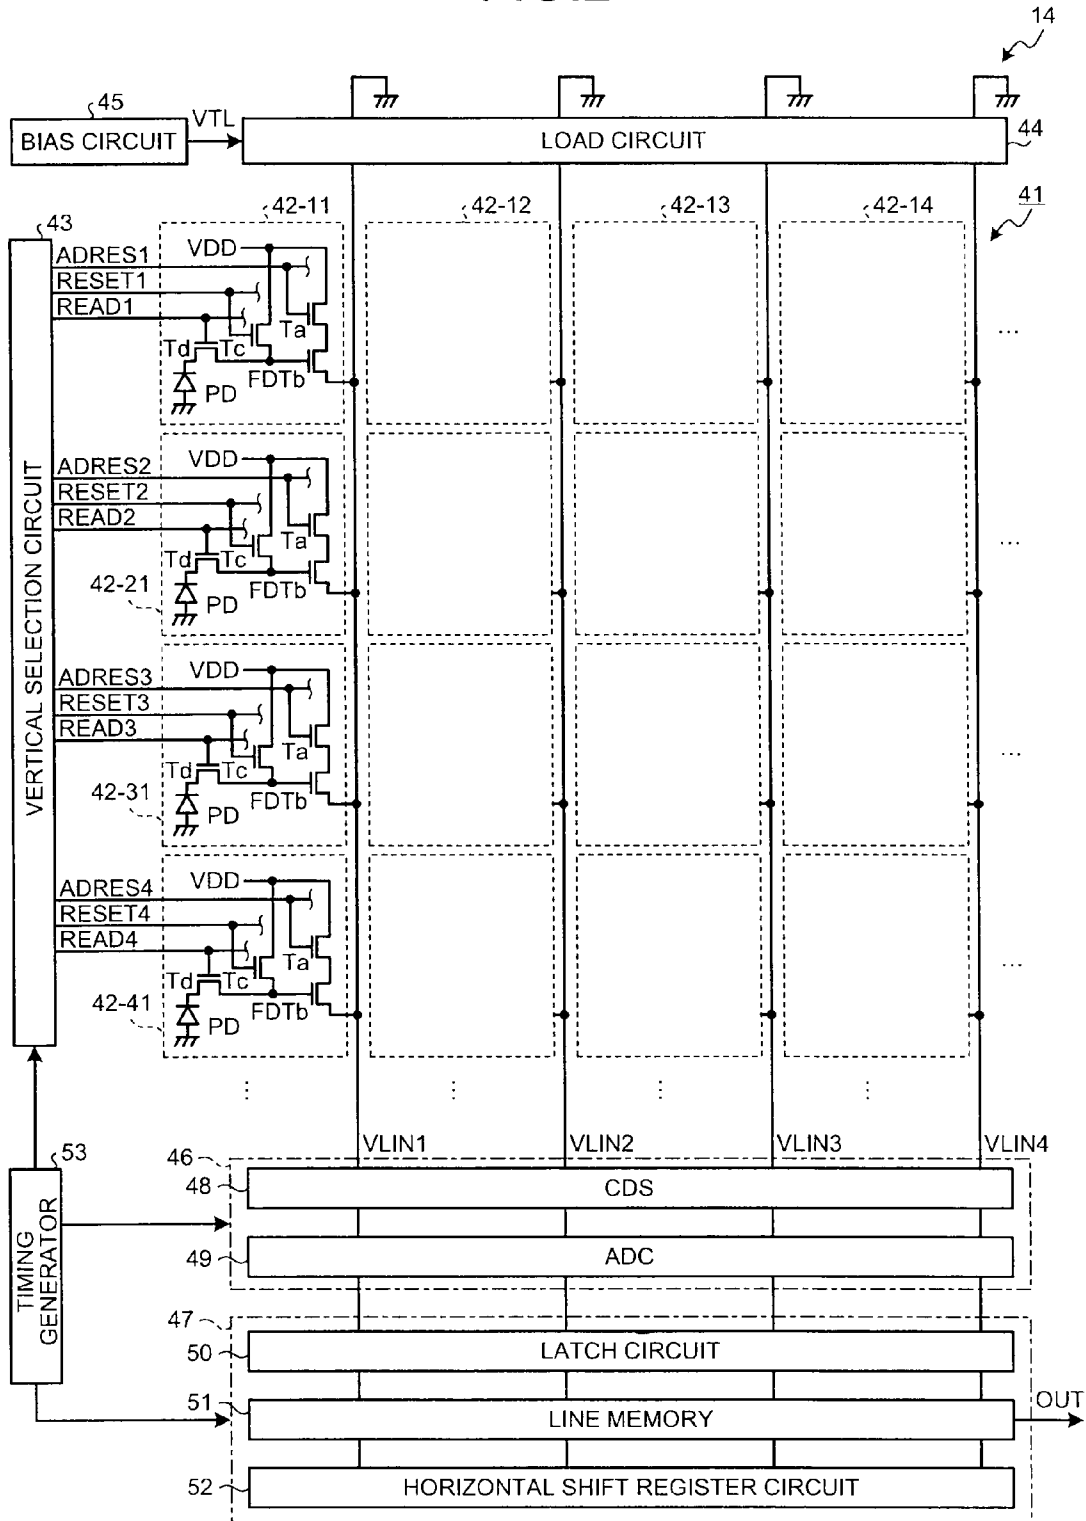 14
45
BIAS CIRCUIT
VTL
LOAD CIRCUIT
44
41
42-11
42-12
42-13
42-14
43
VERTICAL SELECTION CIRCUIT
ADRES1
RESET1
READ1
VDD
Ta
Td
Tc
FDTb
PD
...
ADRES2
RESET2
READ2
VDD
Ta
Td
Tc
FDTb
PD
42-21
...
ADRES3
RESET3
READ3
VDD
Ta
Td
Tc
FDTb
PD
42-31
...
ADRES4
RESET4
READ4
VDD
Ta
Td
Tc
FDTb
PD
42-41
...
VLIN1
VLIN2
VLIN3
VLIN4
53
TIMING
GENERATOR
46
48
CDS
49
ADC
47
50
LATCH CIRCUIT
51
LINE MEMORY
OUT
52
HORIZONTAL SHIFT REGISTER CIRCUIT